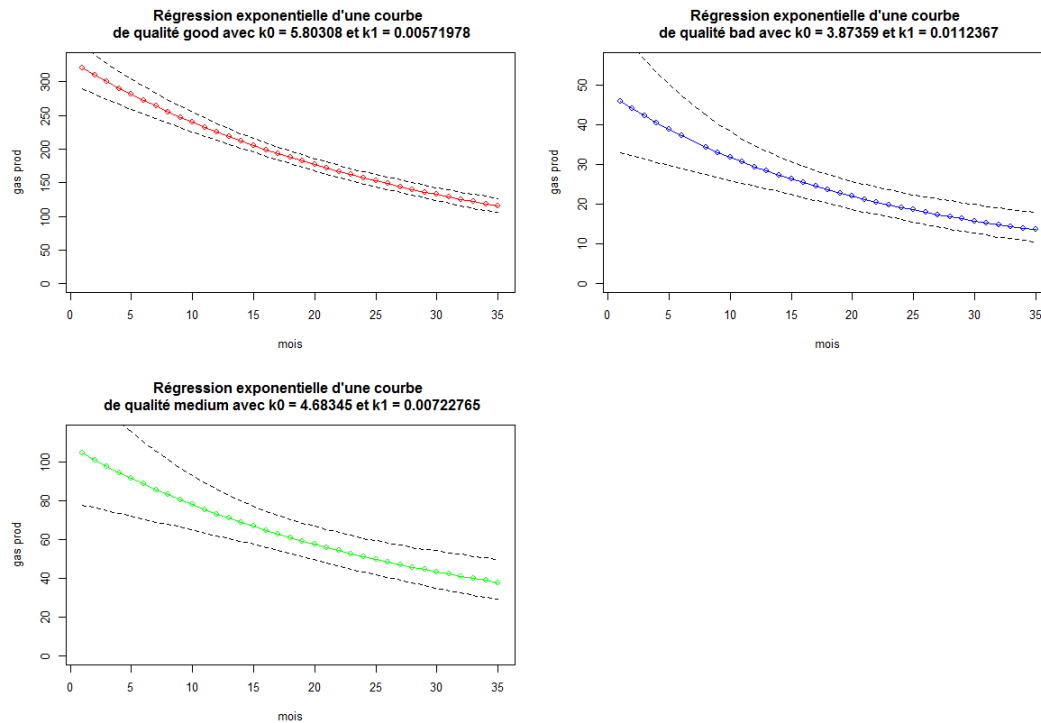 Régression exponentielle d'une courbe
de qualité good avec k0 = 5.80308 et k1 = 0.00571978
gas prod
0 50 100 150 200 250 300
0 5 10 15 20 25 30 35
mois
Régression exponentielle d'une courbe
de qualité bad avec k0 = 3.87359 et k1 = 0.0112367
gas prod
0 10 20 30 40 50
0 5 10 15 20 25 30 35
mois
Régression exponentielle d'une courbe
de qualité medium avec k0 = 4.68345 et k1 = 0.00722765
gas prod
0 20 40 60 80 100
0 5 10 15 20 25 30 35
mois